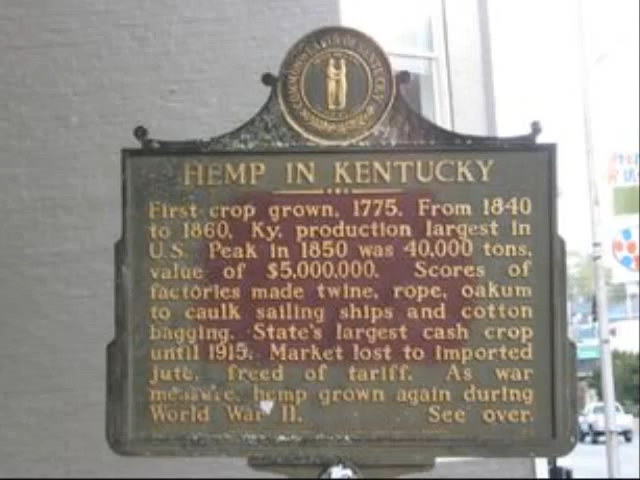 COMMONWEALTH OF KENTUCKY
HEMP IN KENTUCKY
First crop grown, 1775. From 1840
to 1860, Ky. production largest in
U.S. Peak in 1850 was 40,000 tons,
value of $5,000,000. Scores of
factories made twine, rope, oakum
to caulk sailing ships and cotton
bagging. State's largest cash crop
until 1915. Market lost to imported
jute, freed of tariff. As war
measure, hemp grown again during
World War II. See over.